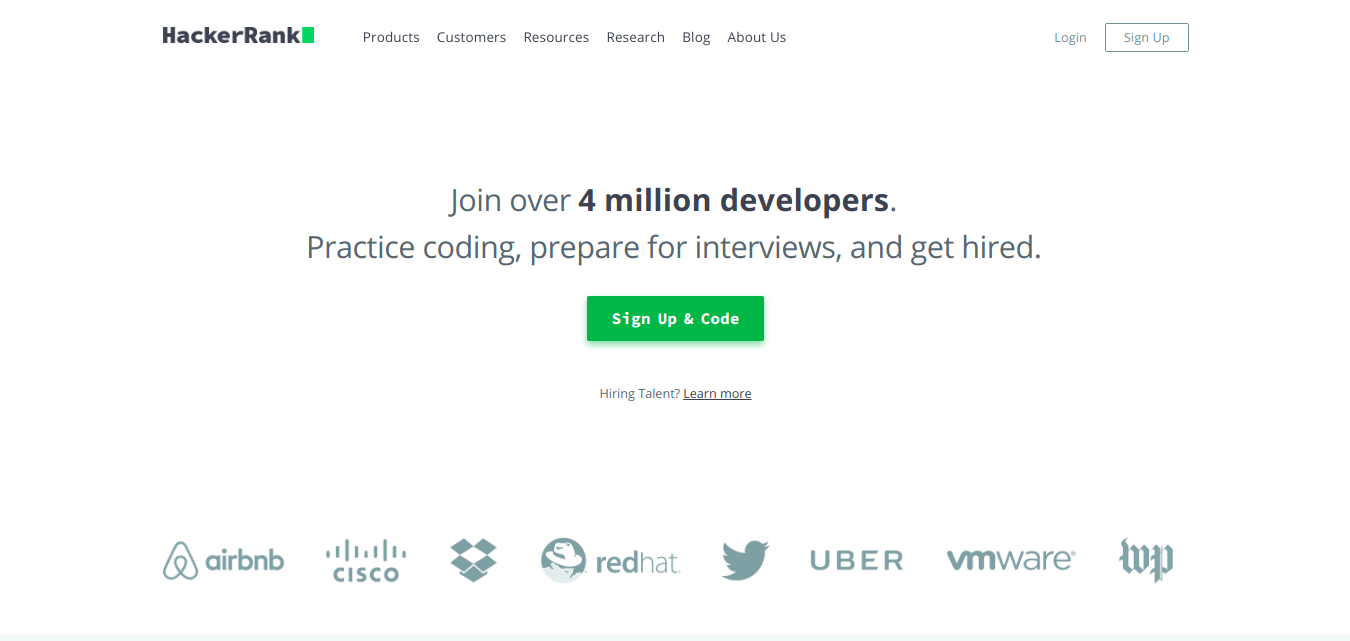 HackerRank Products Customers Resources Research Blog About Us Login Sign Up
Join over 4 million developers.
Practice coding, prepare for interviews, and get hired.
Sign Up & Code
Hiring Talent? Learn more
airbnb CISCO redhat. UBER vmware® wp